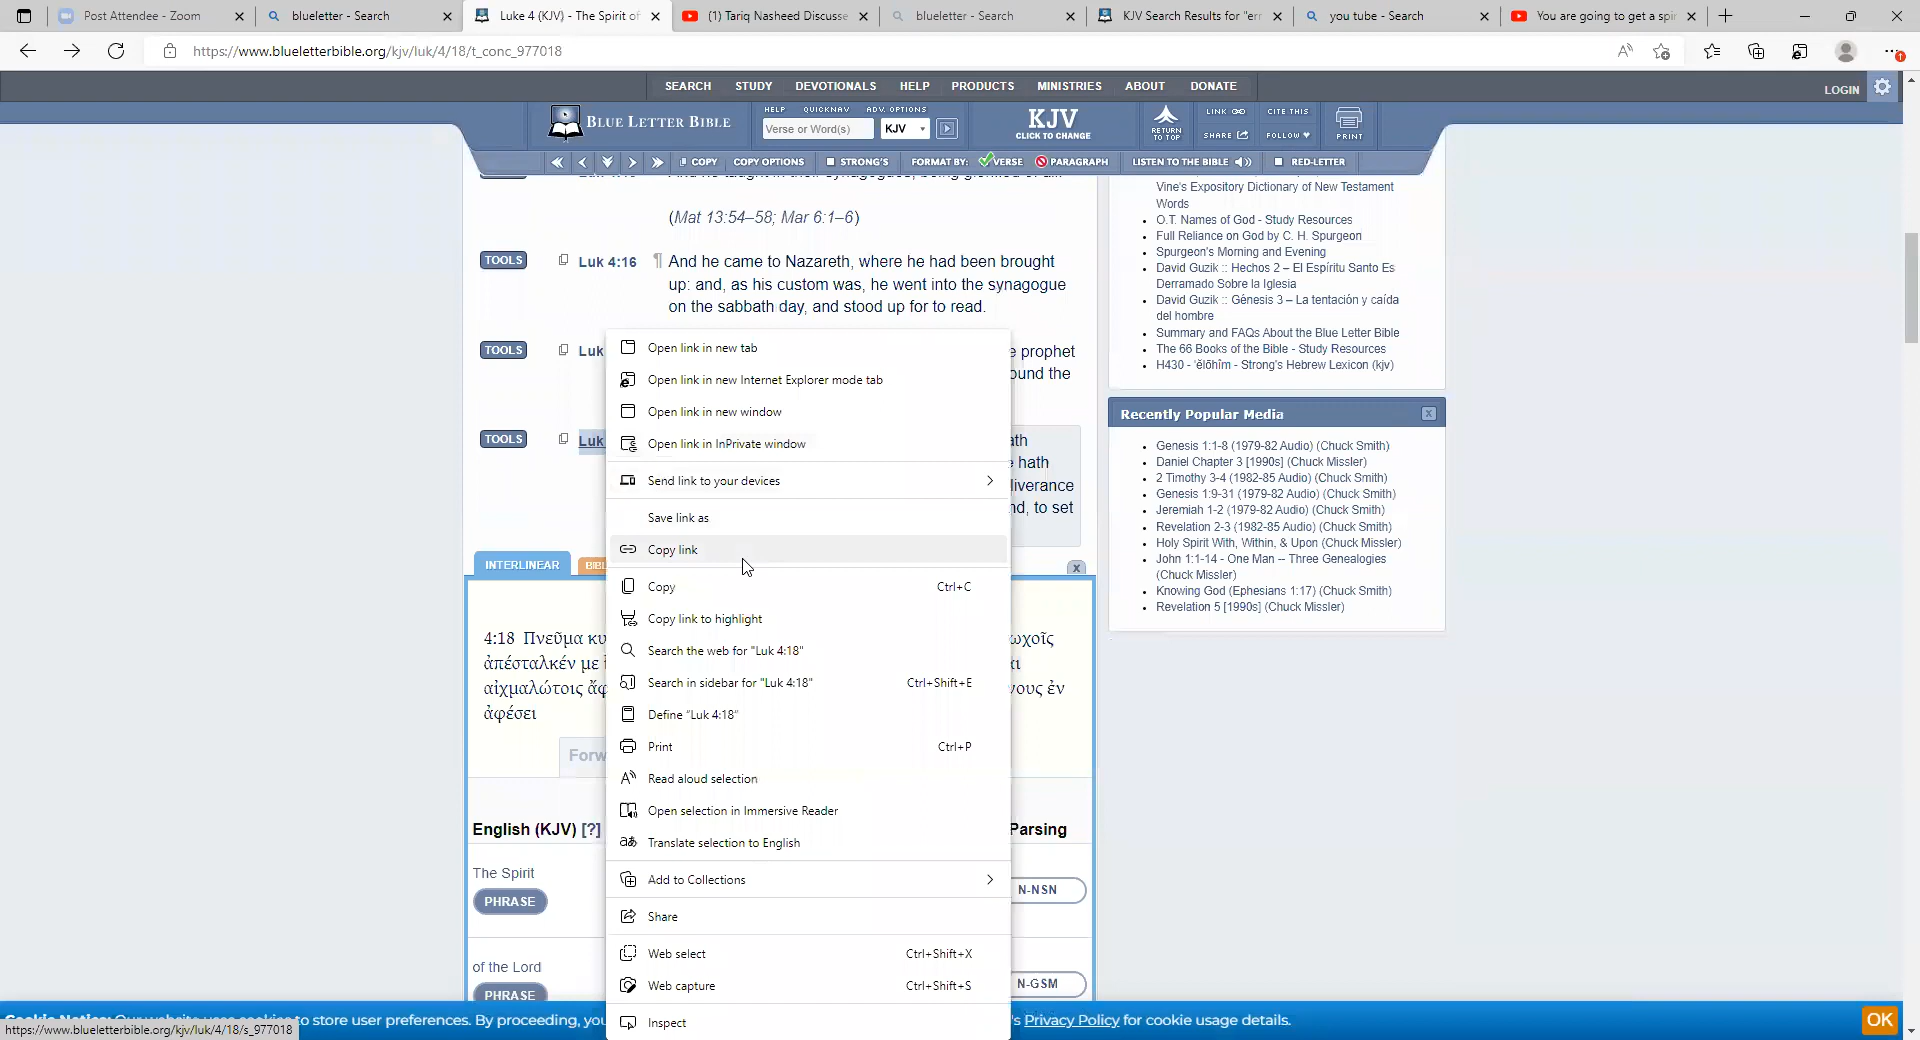 Post Attendee - Zoom
blueletter - Search
Luke 4 (KJV) - The Spirit of
(1) Tariq Nasheed Discusse
blueletter - Search
KJV Search Results for "err
you tube - Search
You are going to get a spi
https://www.blueletterbible.org/kjv/luk/4/18/t_conc_977018
SEARCH STUDY DEVOTIONALS HELP PRODUCTS MINISTRIES ABOUT DONATE
LOGIN
BLUE LETTER BIBLE
HELP QUICKNAV ADV. OPTIONS
Verse or Word(s)
KJV
KJV
CLICK TO CHANGE
RETURN
TO TOP
LINK
CITE THIS
SHARE
FOLLOW
PRINT
COPY COPY OPTIONS STRONG'S FORMAT BY: VERSE PARAGRAPH LISTEN TO THE BIBLE RED-LETTER
(Mat 13:54–58; Mar 6:1–6)
TOOLS Luk 4:16 ¶ And he came to Nazareth, where he had been brought
up: and, as his custom was, he went into the synagogue
on the sabbath day, and stood up for to read.
TOOLS Luk
e prophet
ound the
TOOLS Luk
ath
e hath
liverance
nd, to set
Open link in new tab
Open link in new Internet Explorer mode tab
Open link in new window
Open link in InPrivate window
Send link to your devices
Save link as
Copy link
Copy Ctrl+C
Copy link to highlight
Search the web for "Luk 4:18"
Search in sidebar for "Luk 4:18" Ctrl+Shift+E
Define "Luk 4:18"
Print Ctrl+P
Read aloud selection
Open selection in Immersive Reader
Translate selection to English
Add to Collections
Share
Web select Ctrl+Shift+X
Web capture Ctrl+Shift+S
Inspect
INTERLINEAR BIBL
x
4:18 Πνεῦμα κυ
ωχοῖς
ἀπέσταλκέν με
αι
αἰχμαλώτοις ἄφ
νους ἐν
ἀφέσει
Forw
English (KJV) [?]
Parsing
The Spirit
PHRASE
N-NSN
of the Lord
PHRASE
N-GSM
Vine's Expository Dictionary of New Testament
Words
O.T. Names of God - Study Resources
Full Reliance on God by C. H. Spurgeon
Spurgeon's Morning and Evening
David Guzik :: Hechos 2 – El Espíritu Santo Es
Derramado Sobre la Iglesia
David Guzik :: Génesis 3 – La tentación y caída
del hombre
Summary and FAQs About the Blue Letter Bible
The 66 Books of the Bible - Study Resources
H430 - 'ĕlōhîm - Strong's Hebrew Lexicon (kjv)
Recently Popular Media x
Genesis 1:1-8 (1979-82 Audio) (Chuck Smith)
Daniel Chapter 3 [1990s] (Chuck Missler)
2 Timothy 3-4 (1982-85 Audio) (Chuck Smith)
Genesis 1:9-31 (1979-82 Audio) (Chuck Smith)
Jeremiah 1-2 (1979-82 Audio) (Chuck Smith)
Revelation 2-3 (1982-85 Audio) (Chuck Smith)
Holy Spirit With, Within, & Upon (Chuck Missler)
John 1:1-14 - One Man -- Three Genealogies
(Chuck Missler)
Knowing God (Ephesians 1:17) (Chuck Smith)
Revelation 5 [1990s] (Chuck Missler)
to store user preferences. By proceeding, you
's Privacy Policy for cookie usage details.
OK
https://www.blueletterbible.org/kjv/luk/4/18/s_977018